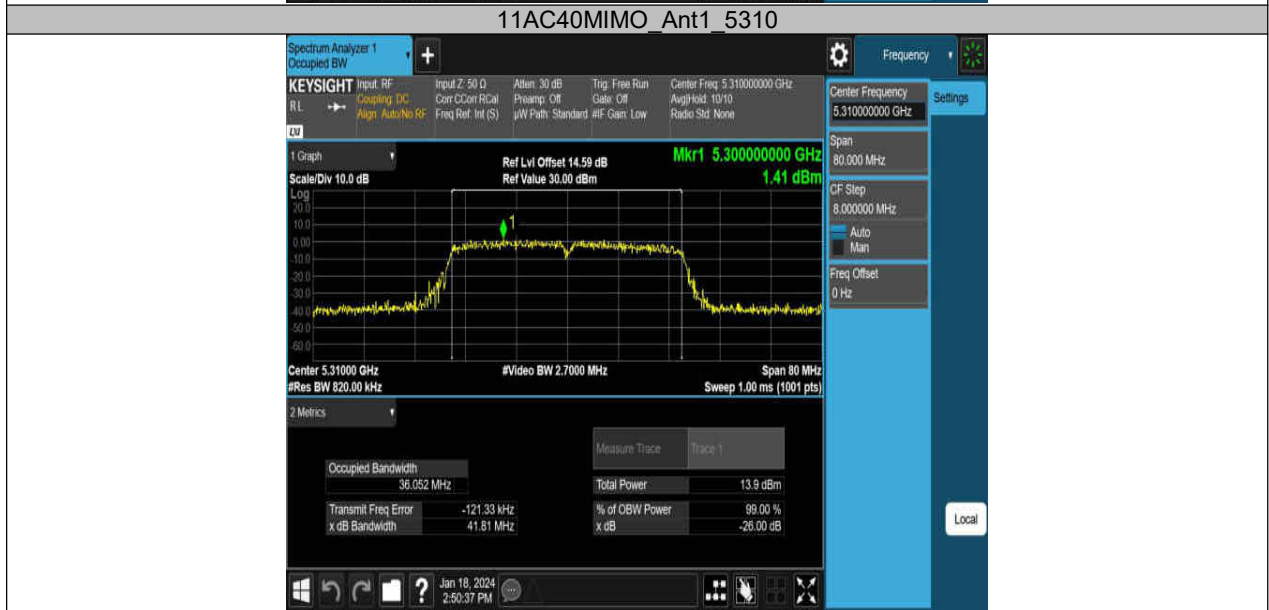 11AC40MIMO_Ant1_5310
Spectrum Analyzer 1
Occupied BW
+
Frequency
KEYSIGHT Input: RF Input Z: 50 Ω Atten: 30 dB Trig: Free Run Center Freq: 5.310000000 GHz
RL Coupling: DC Corr CCorr RCal Preamp: Off Gate: Off Avg|Hold: 10/10
Align: Auto/No RF Freq Ref: Int (S) µW Path: Standard #IF Gain: Low Radio Std: None
LXI
Center Frequency
5.310000000 GHz
Settings
Span
80.000 MHz
CF Step
8.000000 MHz
Auto
Man
Freq Offset
0 Hz
Local
1 Graph
Ref Lvl Offset 14.59 dB
Mkr1 5.300000000 GHz
Scale/Div 10.0 dB
Ref Value 30.00 dBm
1.41 dBm
Log
20.0
10.0
0.00
-10.0
-20.0
-30.0
-40.0
-50.0
-60.0
1
Center 5.31000 GHz #Video BW 2.7000 MHz Span 80 MHz
#Res BW 820.00 kHz Sweep 1.00 ms (1001 pts)
2 Metrics
Measure Trace Trace 1
Occupied Bandwidth
36.052 MHz
Total Power 13.9 dBm
Transmit Freq Error -121.33 kHz % of OBW Power 99.00 %
x dB Bandwidth 41.81 MHz x dB -26.00 dB
?
Jan 18, 2024
2:50:37 PM